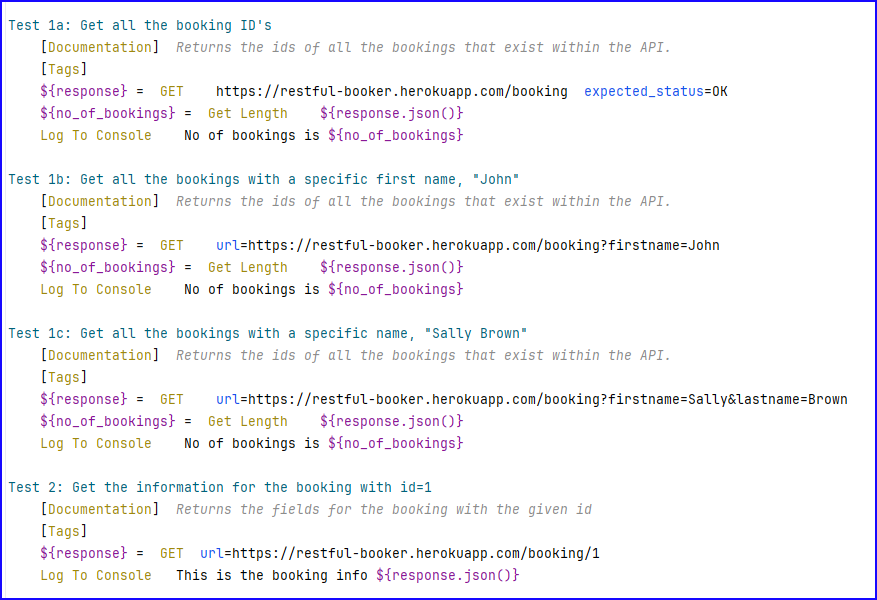 Test 1a: Get all the booking ID's
[Documentation]  Returns the ids of all the bookings that exist within the API.
[Tags]
${response} =  GET    https://restful-booker.herokuapp.com/booking  expected_status=OK
${no_of_bookings} =  Get Length    ${response.json()}
Log To Console    No of bookings is ${no_of_bookings}

Test 1b: Get all the bookings with a specific first name, "John"
[Documentation]  Returns the ids of all the bookings that exist within the API.
[Tags]
${response} =  GET    url=https://restful-booker.herokuapp.com/booking?firstname=John
${no_of_bookings} =  Get Length    ${response.json()}
Log To Console    No of bookings is ${no_of_bookings}

Test 1c: Get all the bookings with a specific name, "Sally Brown"
[Documentation]  Returns the ids of all the bookings that exist within the API.
[Tags]
${response} =  GET    url=https://restful-booker.herokuapp.com/booking?firstname=Sally&lastname=Brown
${no_of_bookings} =  Get Length    ${response.json()}
Log To Console    No of bookings is ${no_of_bookings}

Test 2: Get the information for the booking with id=1
[Documentation]  Returns the fields for the booking with the given id
[Tags]
${response} =  GET  url=https://restful-booker.herokuapp.com/booking/1
Log To Console   This is the booking info ${response.json()}